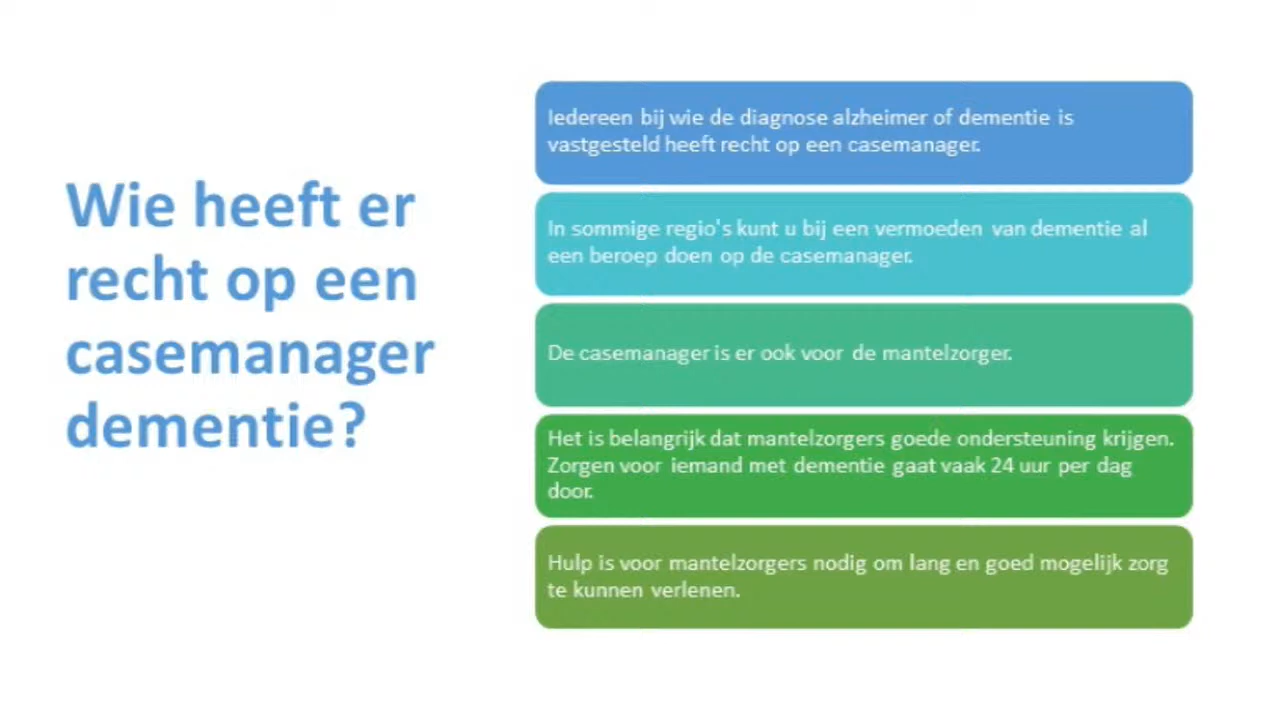 Wie heeft er
recht op een
casemanager
dementie?
Iedereen bij wie de diagnose alzheimer of dementie is
vastgesteld heeft recht op een casemanager.
In sommige regio's kunt u bij een vermoeden van dementie al
een beroep doen op de casemanager.
De casemanager is er ook voor de mantelzorger.
Het is belangrijk dat mantelzorgers goede ondersteuning krijgen.
Zorgen voor iemand met dementie gaat vaak 24 uur per dag
door.
Hulp is voor mantelzorgers nodig om lang en goed mogelijk zorg
te kunnen verlenen.